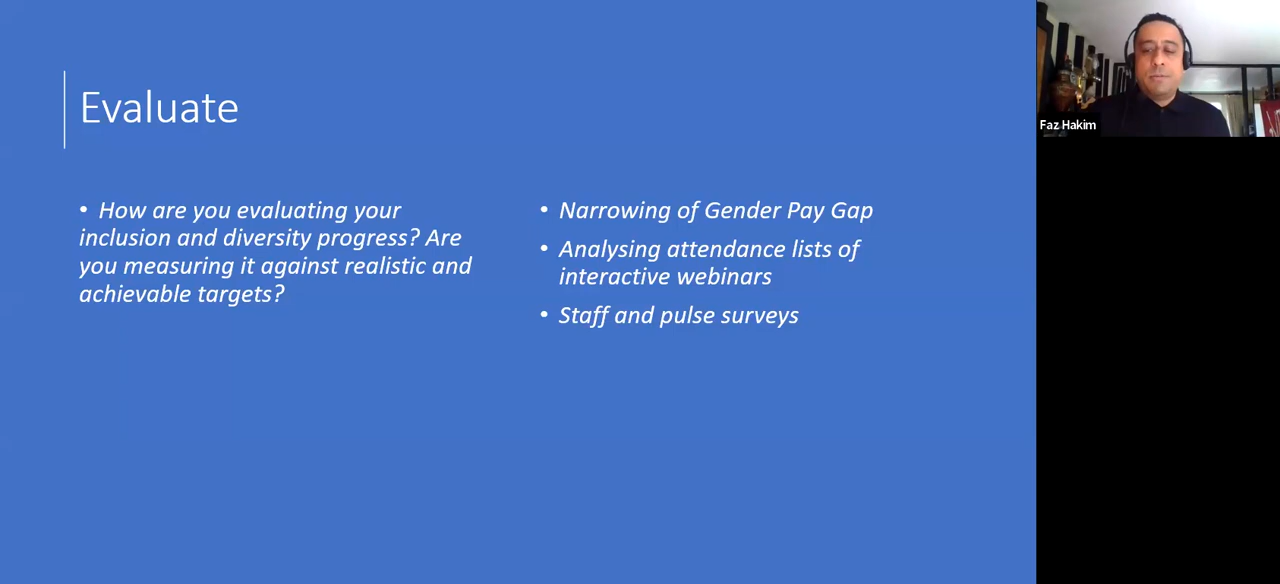 Evaluate
• How are you evaluating your
inclusion and diversity progress? Are
you measuring it against realistic and
achievable targets?
• Narrowing of Gender Pay Gap
• Analysing attendance lists of
interactive webinars
• Staff and pulse surveys
Faz Hakim